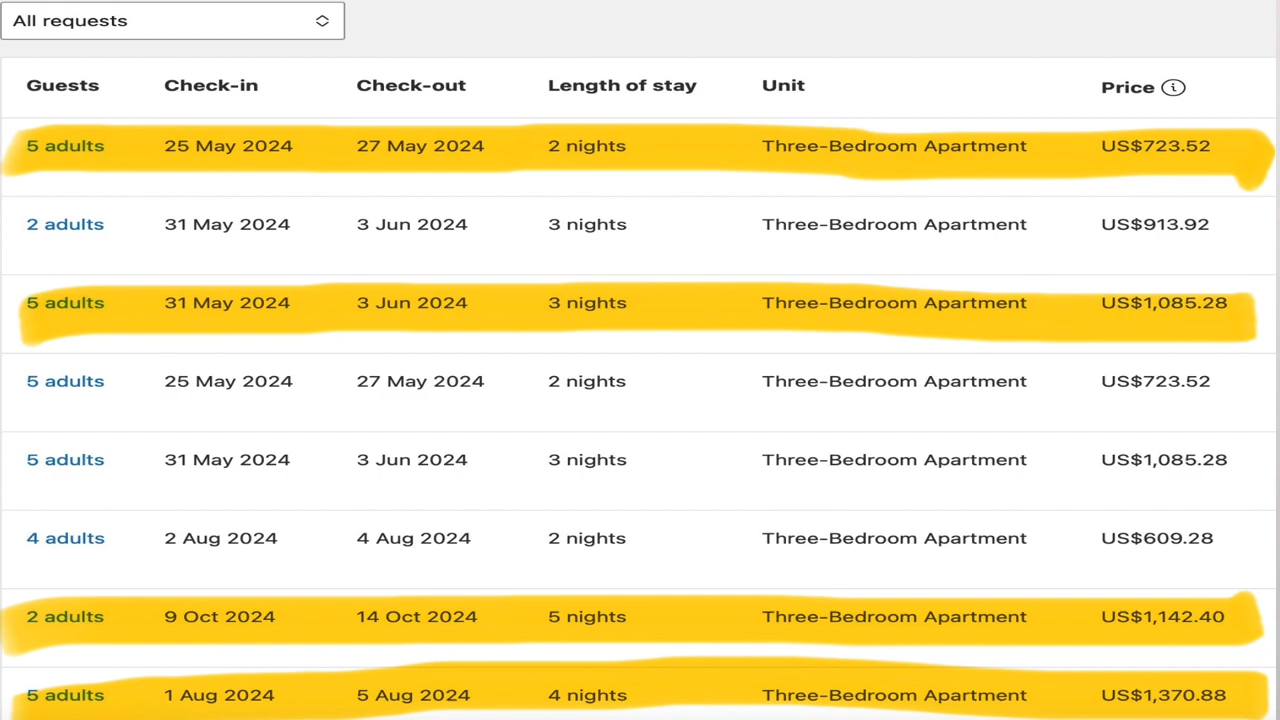 All requests
Guests Check-in Check-out Length of stay Unit Price
5 adults 25 May 2024 27 May 2024 2 nights Three-Bedroom Apartment US$723.52
2 adults 31 May 2024 3 Jun 2024 3 nights Three-Bedroom Apartment US$913.92
5 adults 31 May 2024 3 Jun 2024 3 nights Three-Bedroom Apartment US$1,085.28
5 adults 25 May 2024 27 May 2024 2 nights Three-Bedroom Apartment US$723.52
5 adults 31 May 2024 3 Jun 2024 3 nights Three-Bedroom Apartment US$1,085.28
4 adults 2 Aug 2024 4 Aug 2024 2 nights Three-Bedroom Apartment US$609.28
2 adults 9 Oct 2024 14 Oct 2024 5 nights Three-Bedroom Apartment US$1,142.40
5 adults 1 Aug 2024 5 Aug 2024 4 nights Three-Bedroom Apartment US$1,370.88